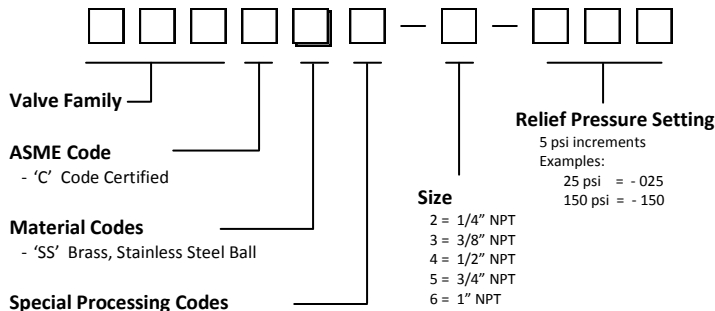 Valve Family
ASME Code
- 'C' Code Certified
Material Codes
- 'SS' Brass, Stainless Steel Ball
Special Processing Codes
Size
2 = 1/4" NPT
3 = 3/8" NPT
4 = 1/2" NPT
5 = 3/4" NPT
6 = 1" NPT
Relief Pressure Setting
5 psi increments
Examples:
25 psi = - 025
150 psi = - 150